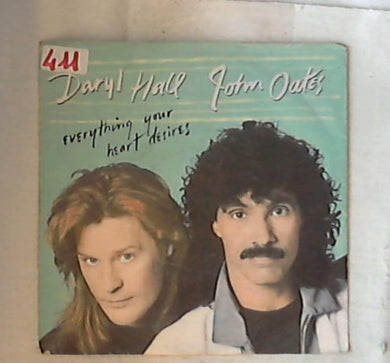 411
Daryl Hall John Oates
everything your
heart desires